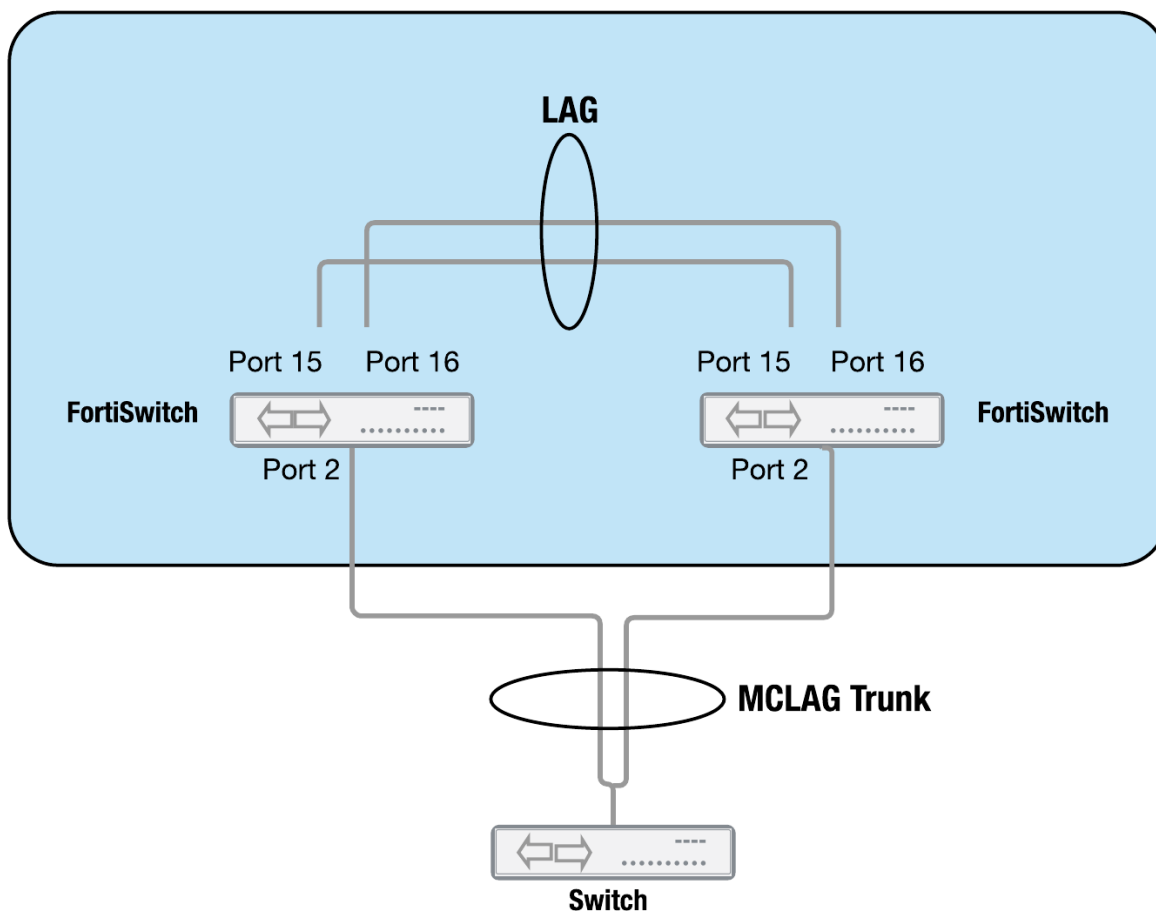 LAG
Port 15
Port 16
Port 15
Port 16
FortiSwitch
FortiSwitch
Port 2
Port 2
MCLAG Trunk
Switch